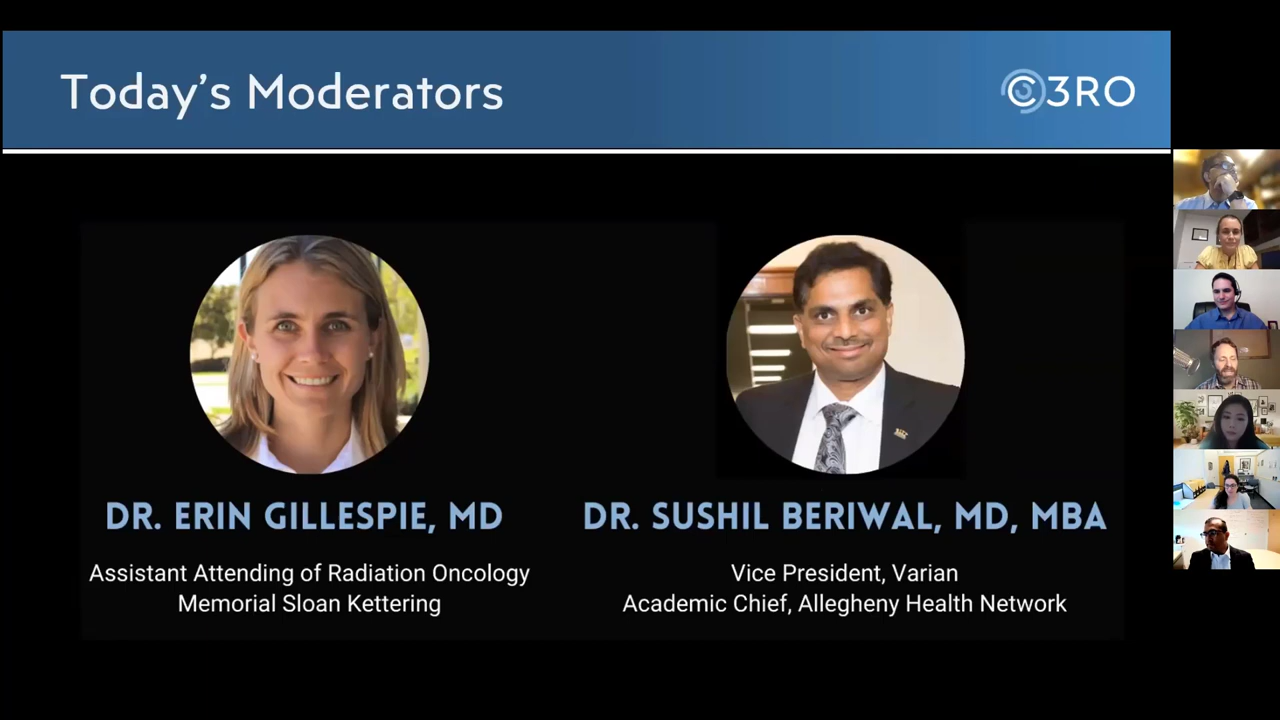 Today's Moderators
C3RO
DR. ERIN GILLESPIE, MD
Assistant Attending of Radiation Oncology
Memorial Sloan Kettering
DR. SUSHIL BERIWAL, MD, MBA
Vice President, Varian
Academic Chief, Allegheny Health Network